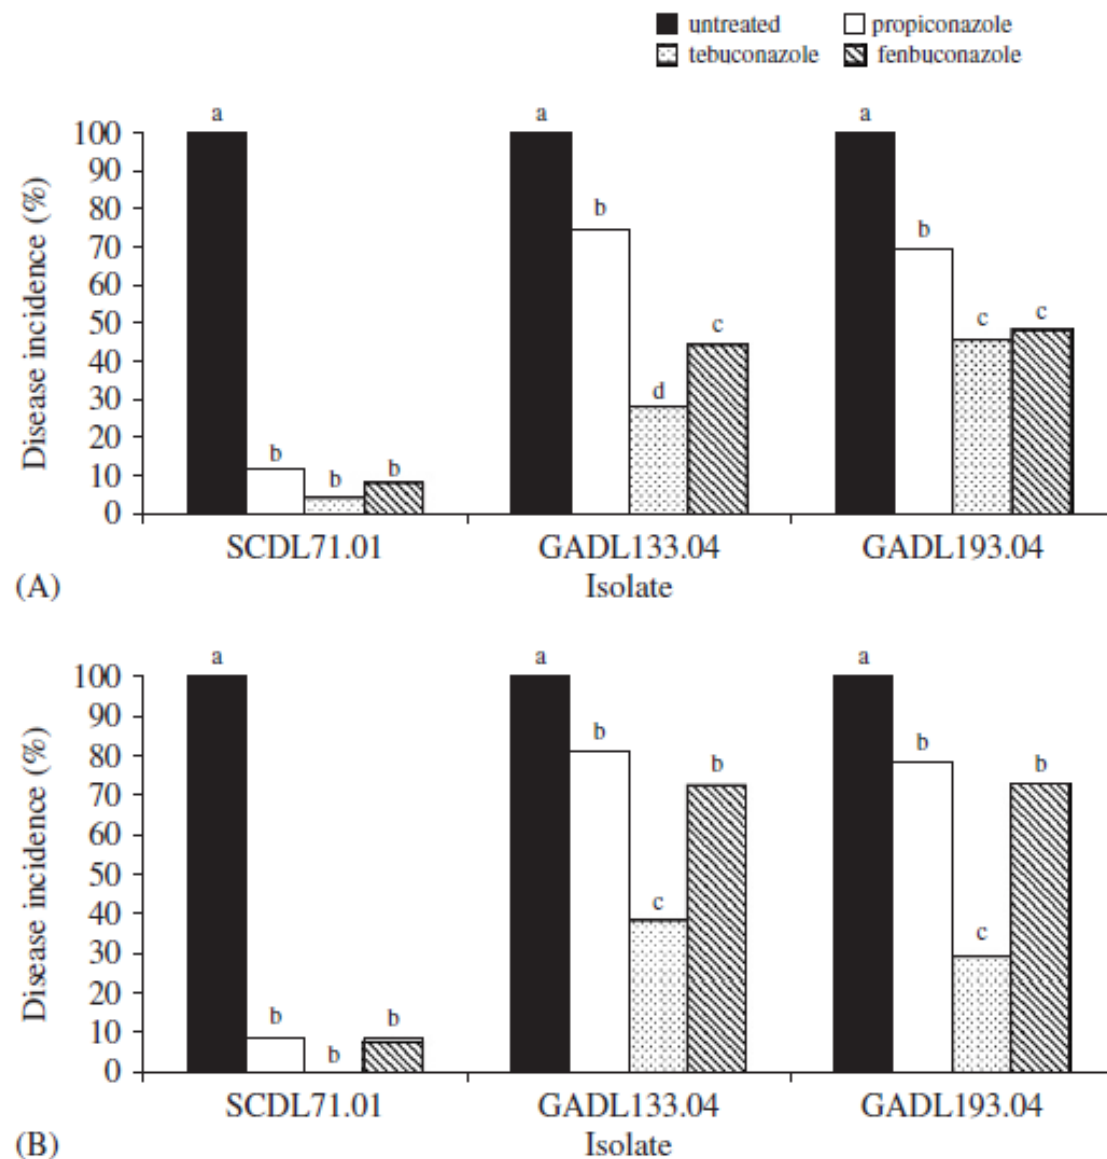 untreated propiconazole
tebuconazole fenbuconazole
a a a
100
90
80
70
60
50
40
30
20
10
0
Disease incidence (%)
b b b
b d c
b c c
SCDL71.01 GADL133.04 GADL193.04
(A) Isolate
a a a
100
90
80
70
60
50
40
30
20
10
0
Disease incidence (%)
b b b
b c b
b c b
SCDL71.01 GADL133.04 GADL193.04
(B) Isolate